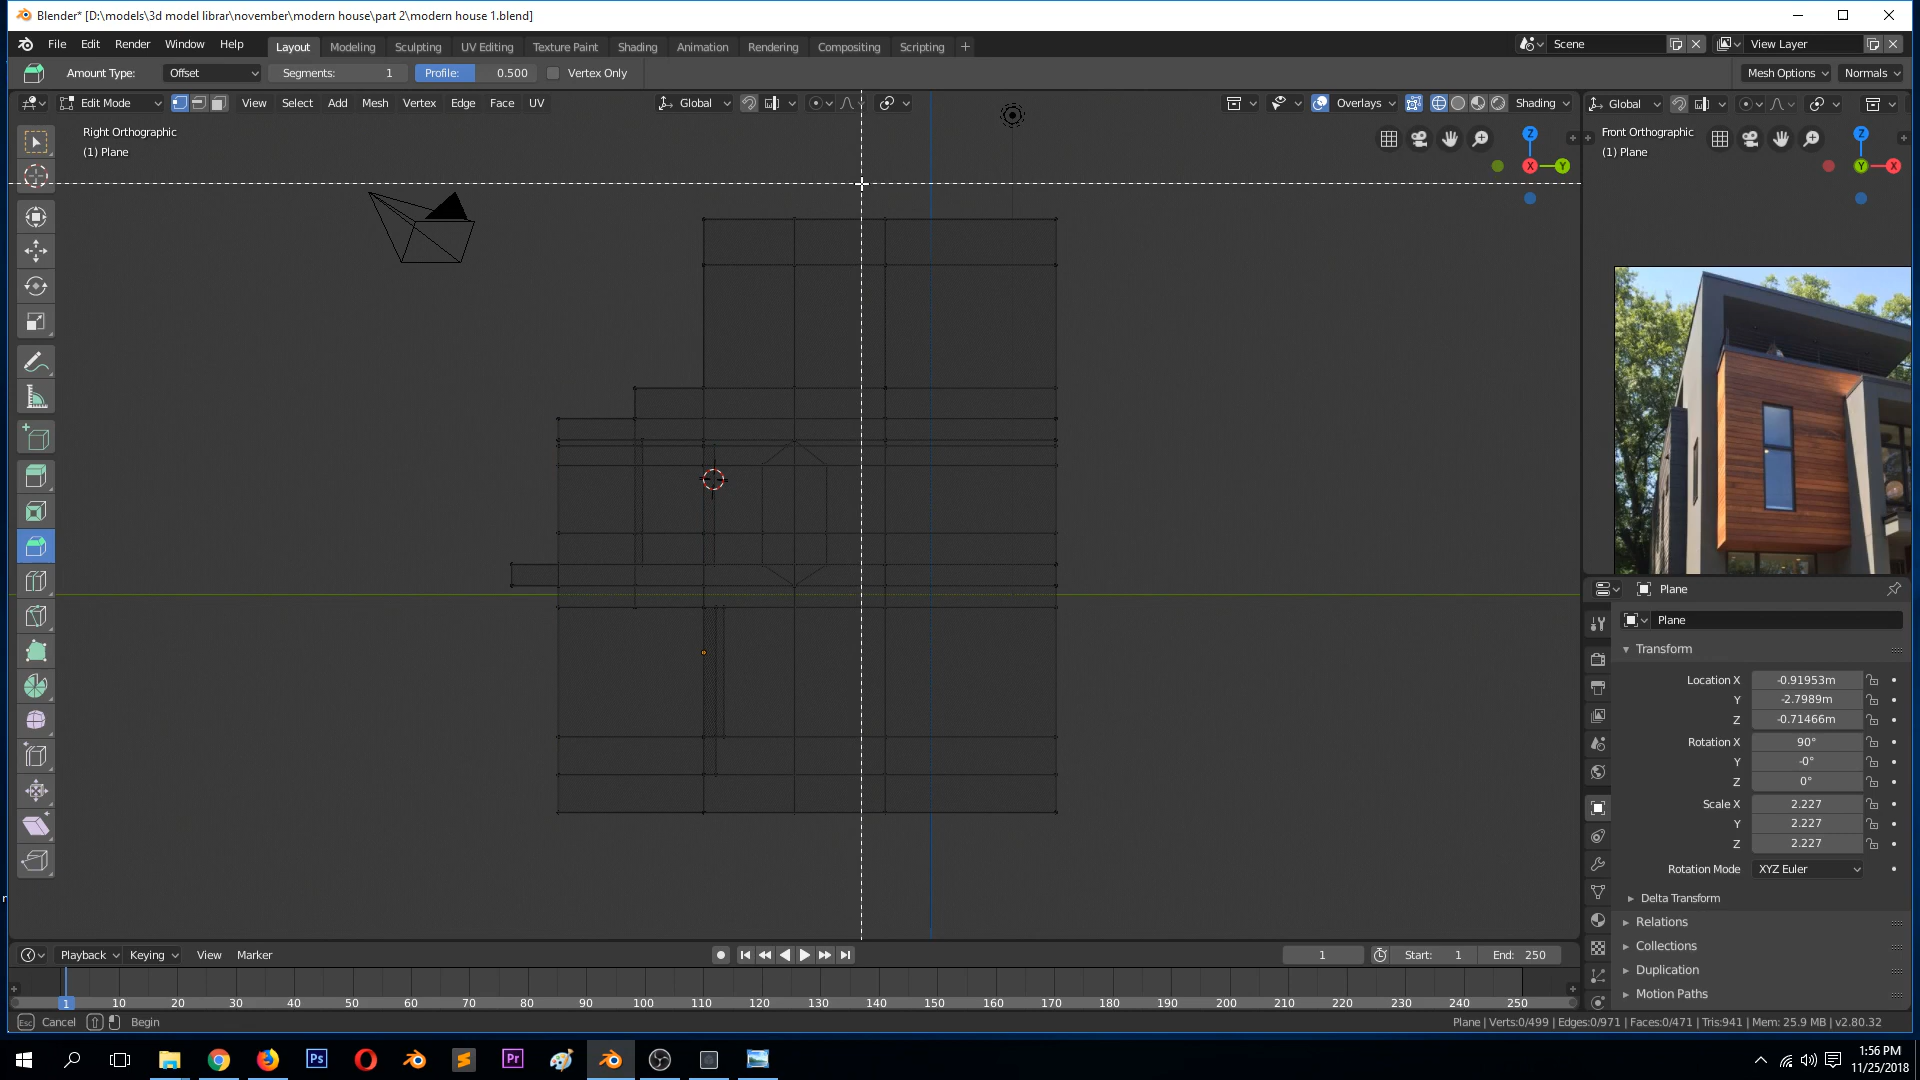 Blender* [D:\models\3d model librar\november\modern house\part 2\modern house 1.blend]
File Edit Render Window Help Layout Modeling Sculpting UV Editing Texture Paint Shading Animation Rendering Compositing Scripting + Scene View Layer
Amount Type: Offset Segments: 1 Profile: 0.500 Vertex Only Mesh Options Normals
Edit Mode View Select Add Mesh Vertex Edge Face UV Global Overlays Shading Global
Right Orthographic
(1) Plane
Z
X
Y
Front Orthographic
(1) Plane
Z
Y
X
Plane
Plane
Transform
Location X -0.91953m
Y -2.7989m
Z -0.71466m
Rotation X 90°
Y -0°
Z 0°
Scale X 2.227
Y 2.227
Z 2.227
Rotation Mode XYZ Euler
Delta Transform
Relations
Collections
Duplication
Motion Paths
Playback Keying View Marker 1 Start: 1 End: 250
1 10 20 30 40 50 60 70 80 90 100 110 120 130 140 150 160 170 180 190 200 210 220 230 240 250
Esc Cancel Begin Plane | Verts:0/499 | Edges:0/971 | Faces:0/471 | Tris:941 | Mem: 25.9 MB | v2.80.32
Ps Pr
1:56 PM
11/25/2018